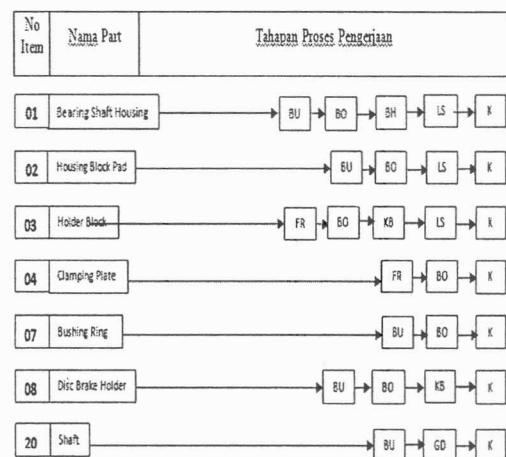 No Item Nama Part Tahapan Proses Pengerjaan
01 Bearing Shaft Housing BU BO BH LS K
02 Housing Block Pad BU BO LS K
03 Holder Block FR BO KB LS K
04 Clamping Plate FR BO K
07 Bushing Ring BU BO K
08 Disc Brake Holder BU BO KB K
20 Shaft BU GD K